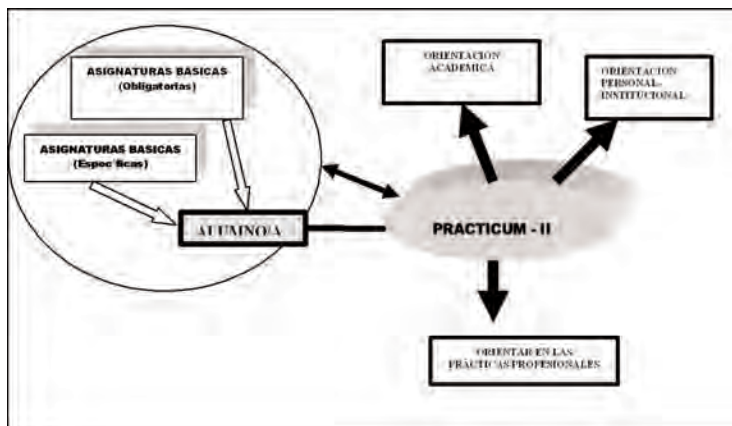 ASIGNATURAS BASICAS
(Obligatorias)
ASIGNATURAS BASICAS
(Espec ficas)
ALUMNO/A
ORIENTACION
ACADEMICA
ORIENTACION
PERSONAL-
INSTITUCIONAL
PRACTICUM - II
ORIENTAR EN LAS
PRÁCTICAS PROFESIONALES